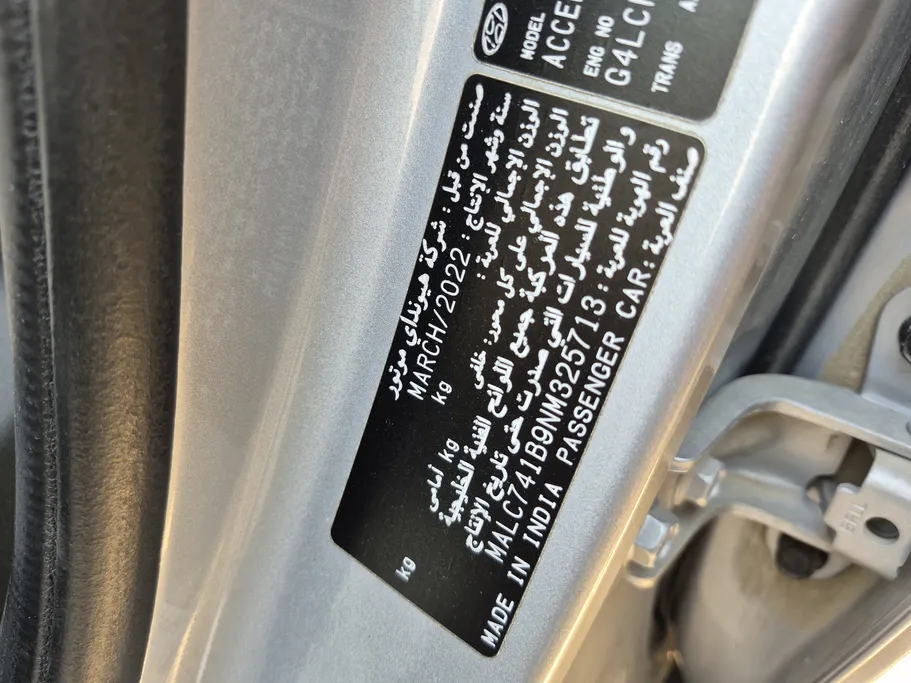 MODEL
ACCE
ENG NO
G4LC
TRANS
A
صنعت من قبل : شركة هيونداي موتور
سنة وشهر الإنتاج : MARCH/2022
الوزن الإجمالي للعربة : kg
الوزن الإجمالي على كل محور: خلفي kg أمامي kg
تطابق هذه المركبة جميع اللوائح الفنية الخليجية
والوطنية للسيارات التي صدرت حتى تاريخ الإنتاج
رقم الهوية للعربة : MALC741B9NM325713
صنف العربة : PASSENGER CAR
MADE IN INDIA